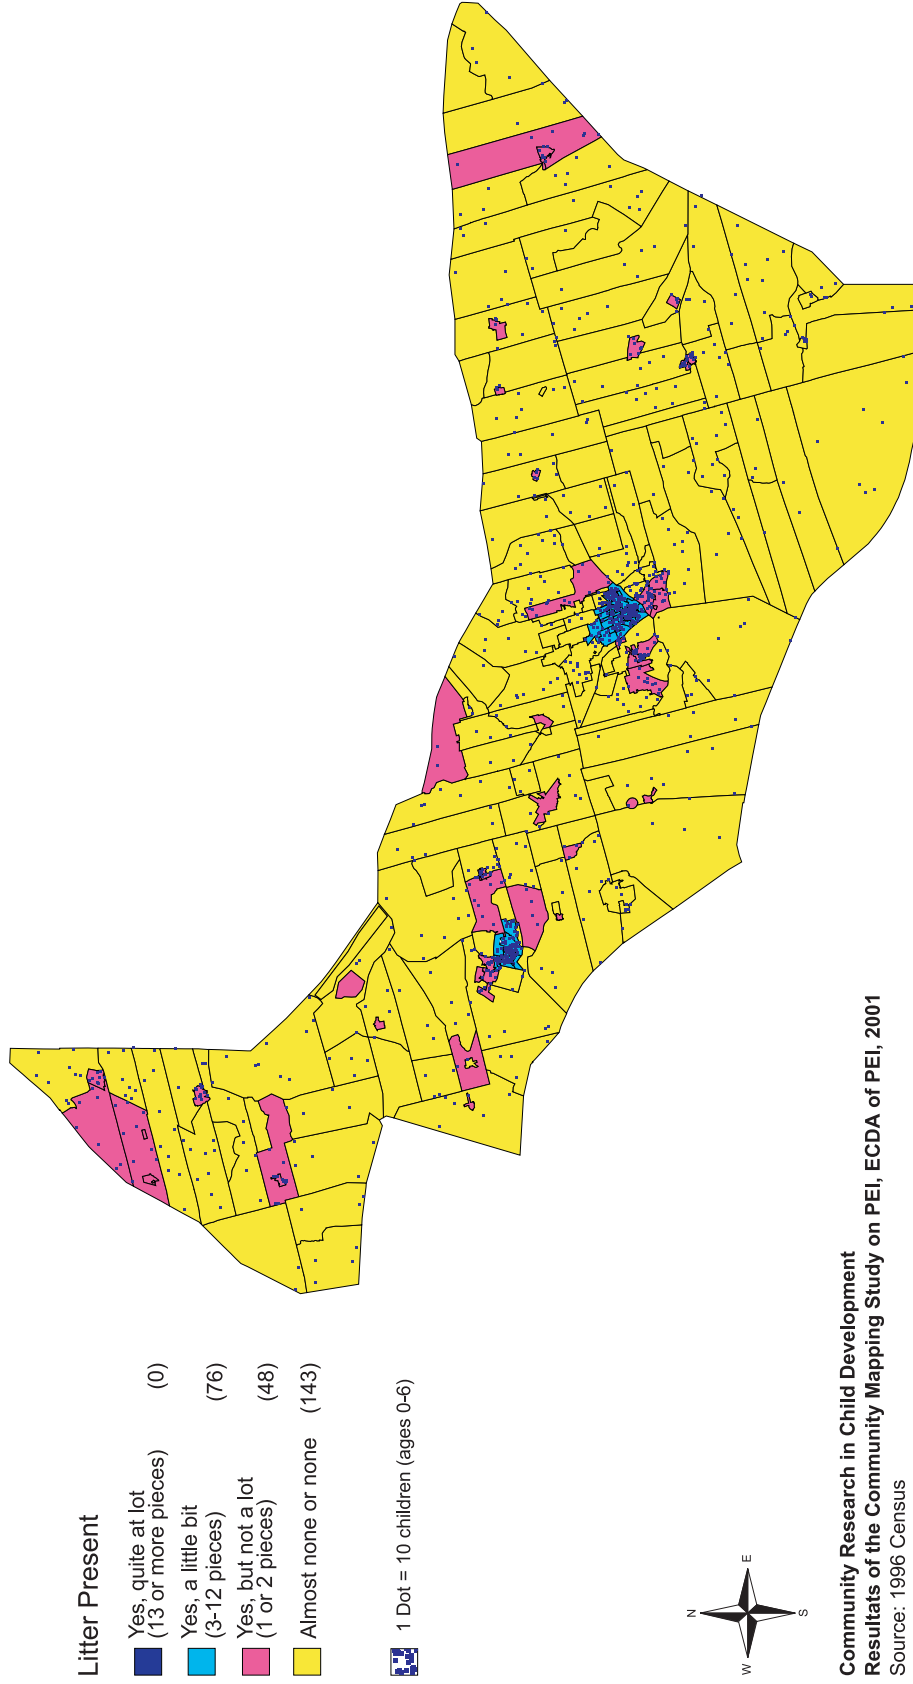 Litter Present
Yes, quite at lot
(13 or more pieces) (0)
Yes, a little bit
(3-12 pieces) (76)
Yes, but not a lot
(1 or 2 pieces) (48)
Almost none or none (143)
1 Dot = 10 children (ages 0-6)
N
W E
S
Community Research in Child Development
Resultats of the Community Mapping Study on PEI, ECDA of PEI, 2001
Source: 1996 Census